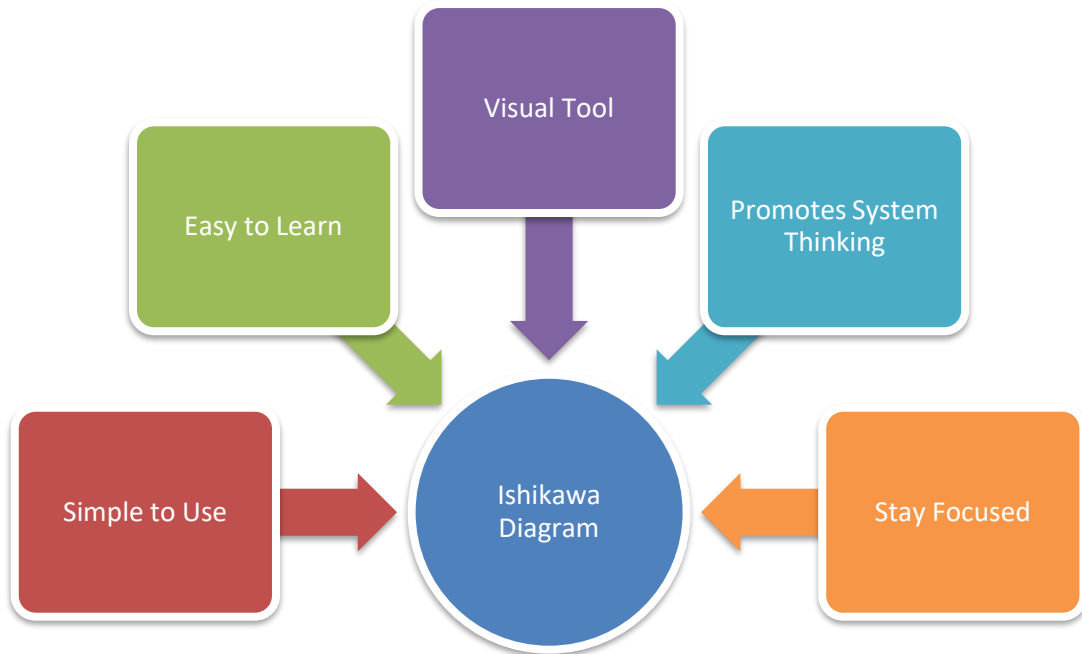 Visual Tool
Easy to Learn
Promotes System
Thinking
Simple to Use
Ishikawa
Diagram
Stay Focused